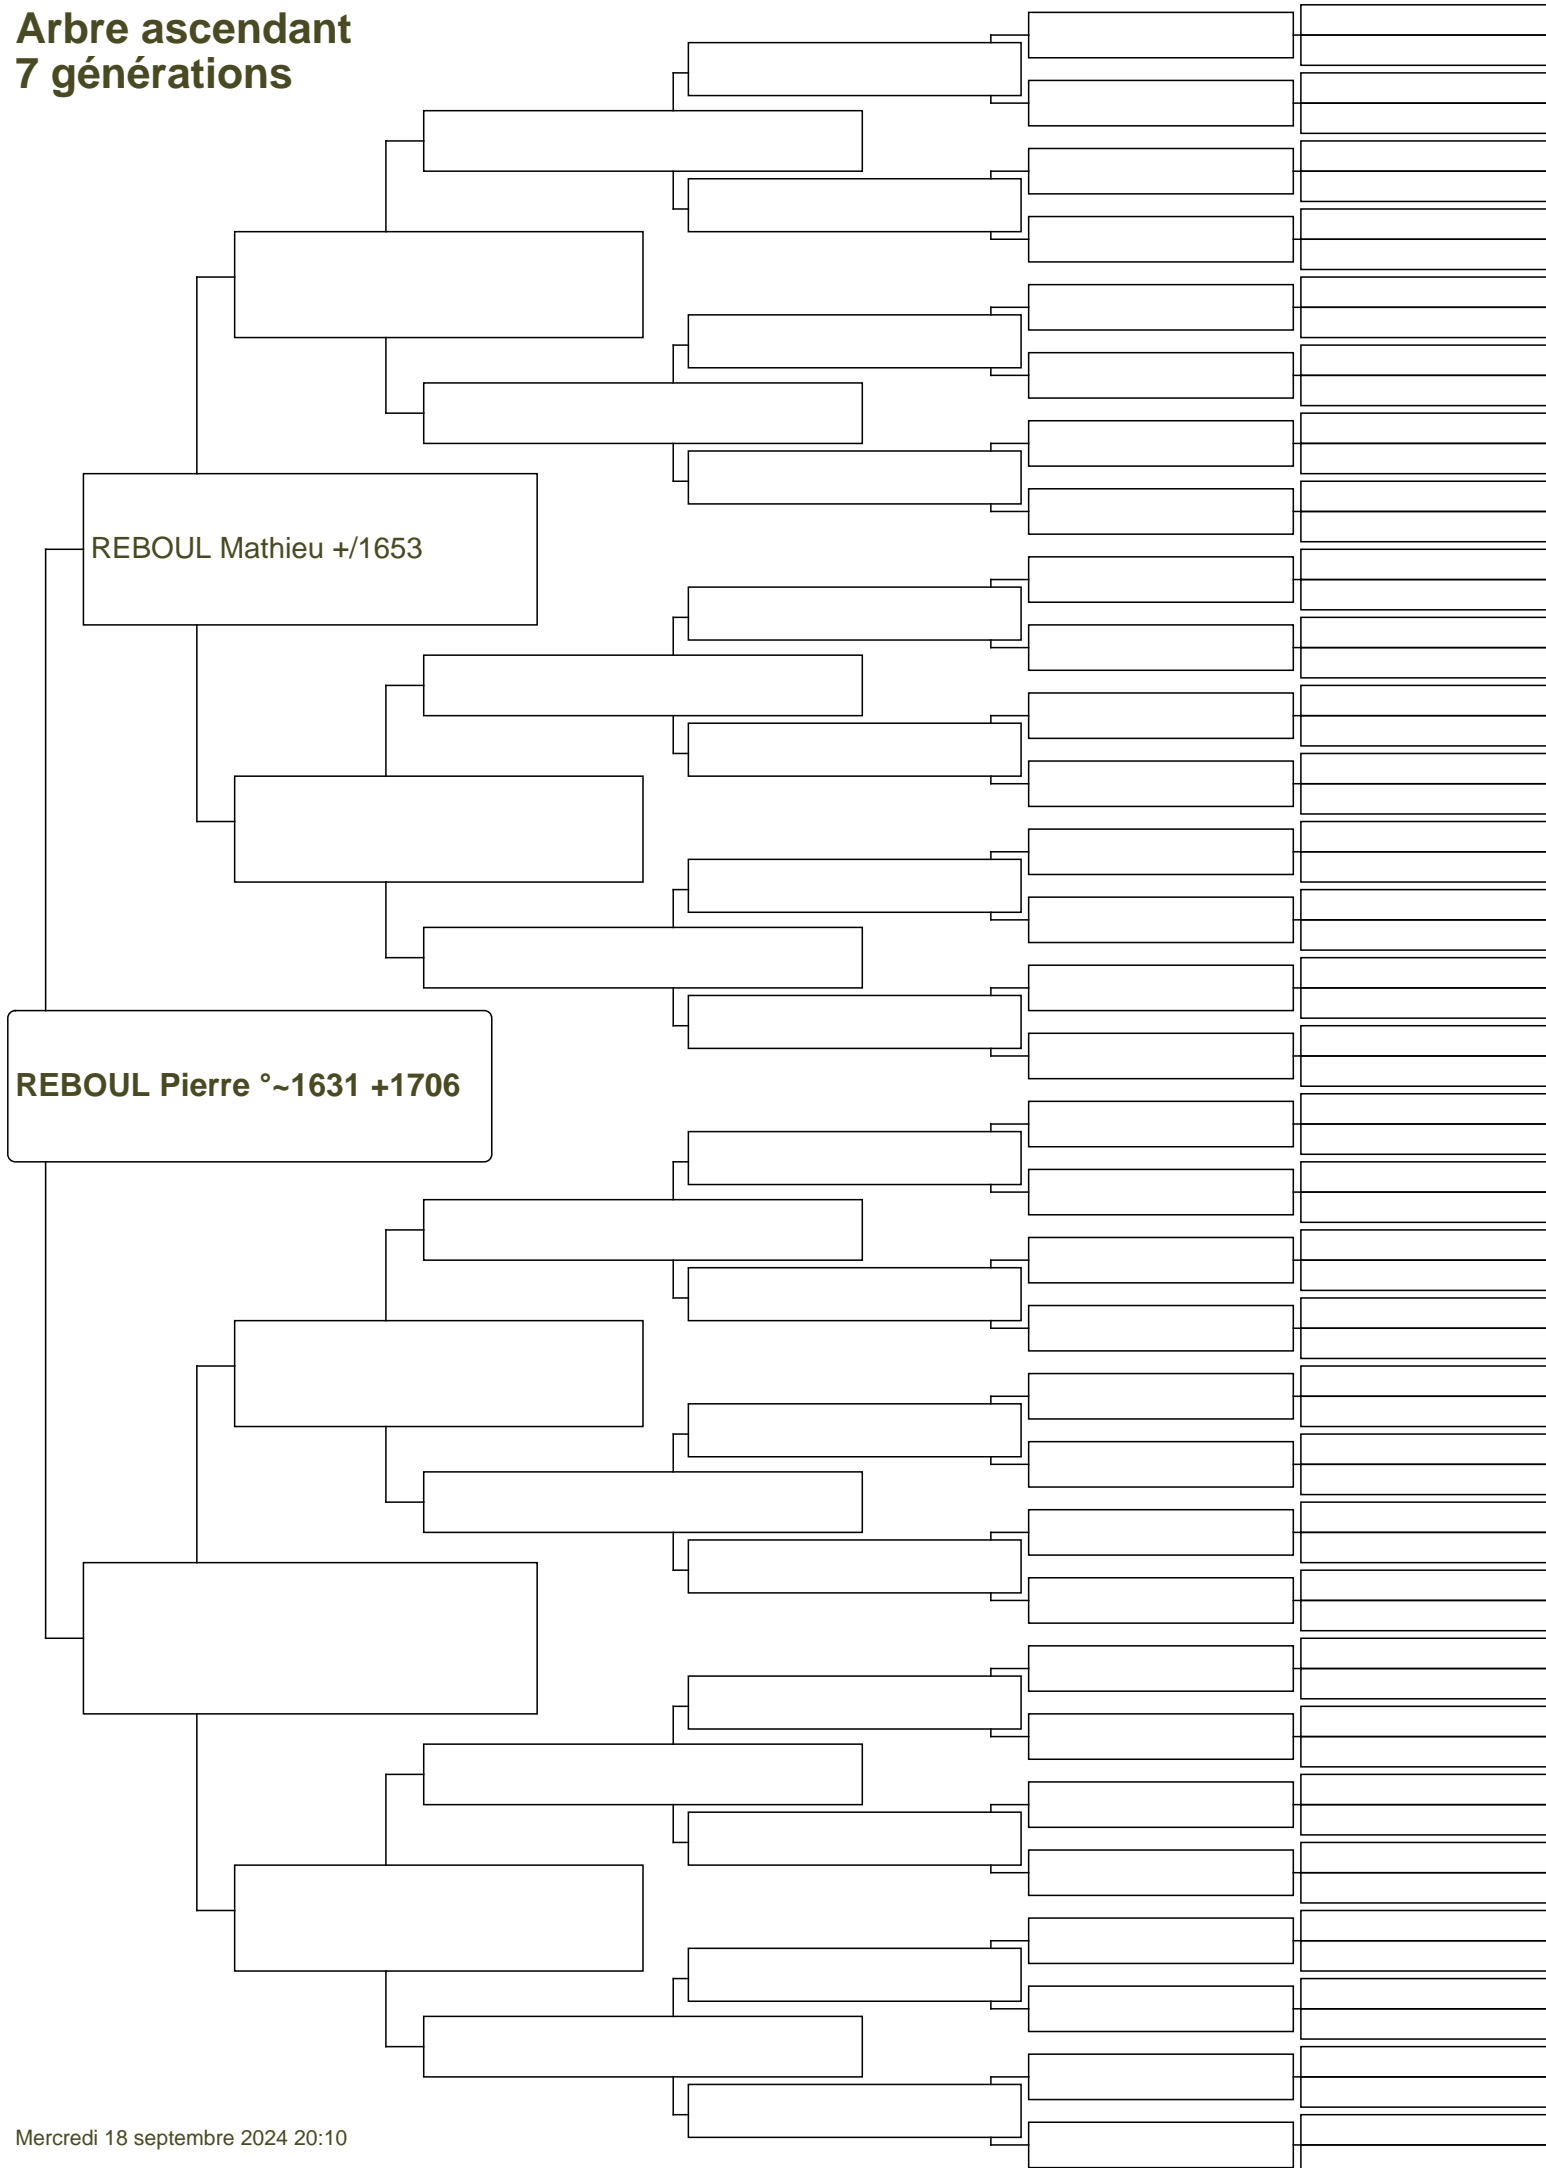 Arbre ascendant
7 générations
REBOUL Mathieu +/1653
REBOUL Pierre °~1631 +1706
Mercredi 18 septembre 2024 20:10